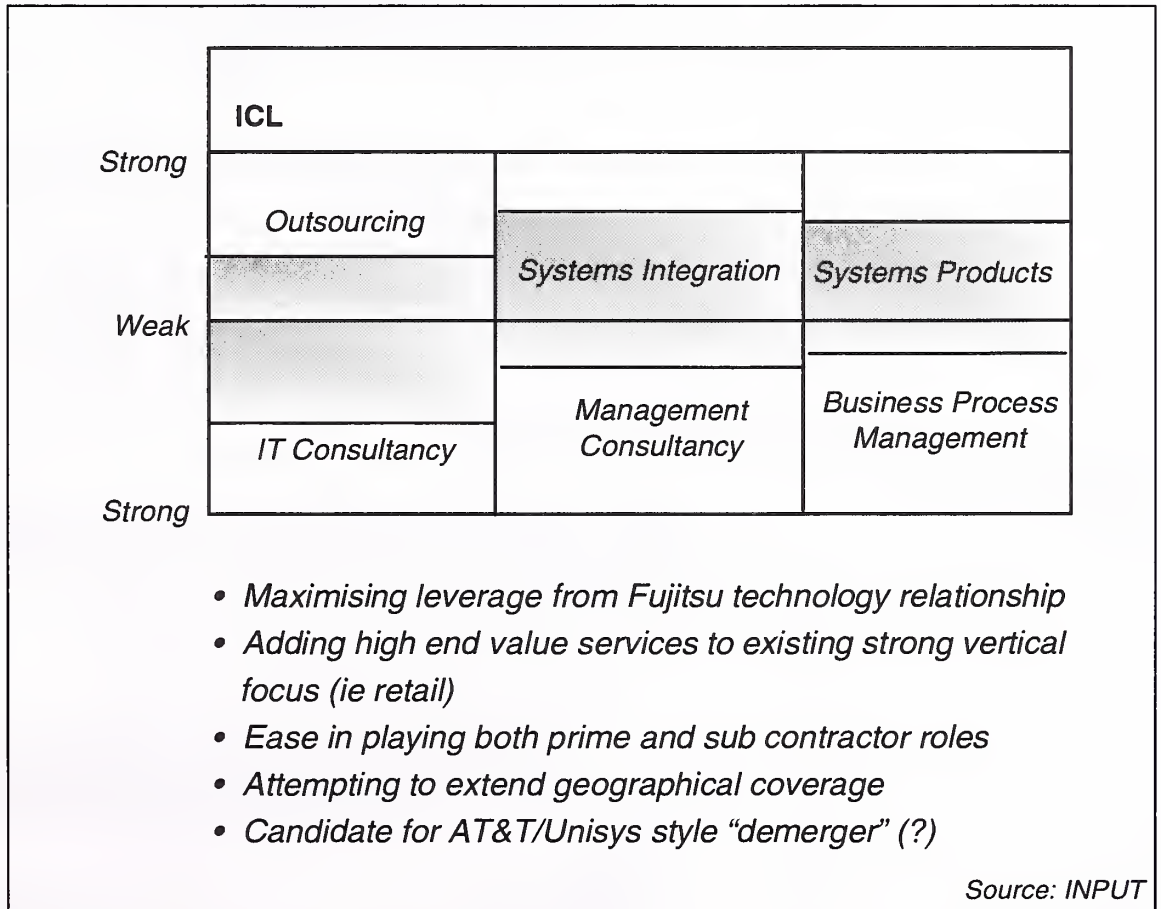 ICL
Strong
Outsourcing
Systems Integration
Systems Products
Weak
IT Consultancy
Management
Consultancy
Business Process
Management
Strong
• Maximising leverage from Fujitsu technology relationship
• Adding high end value services to existing strong vertical
focus (ie retail)
• Ease in playing both prime and sub contractor roles
• Attempting to extend geographical coverage
• Candidate for AT&T/Unisys style “demerger” (?)
Source: INPUT